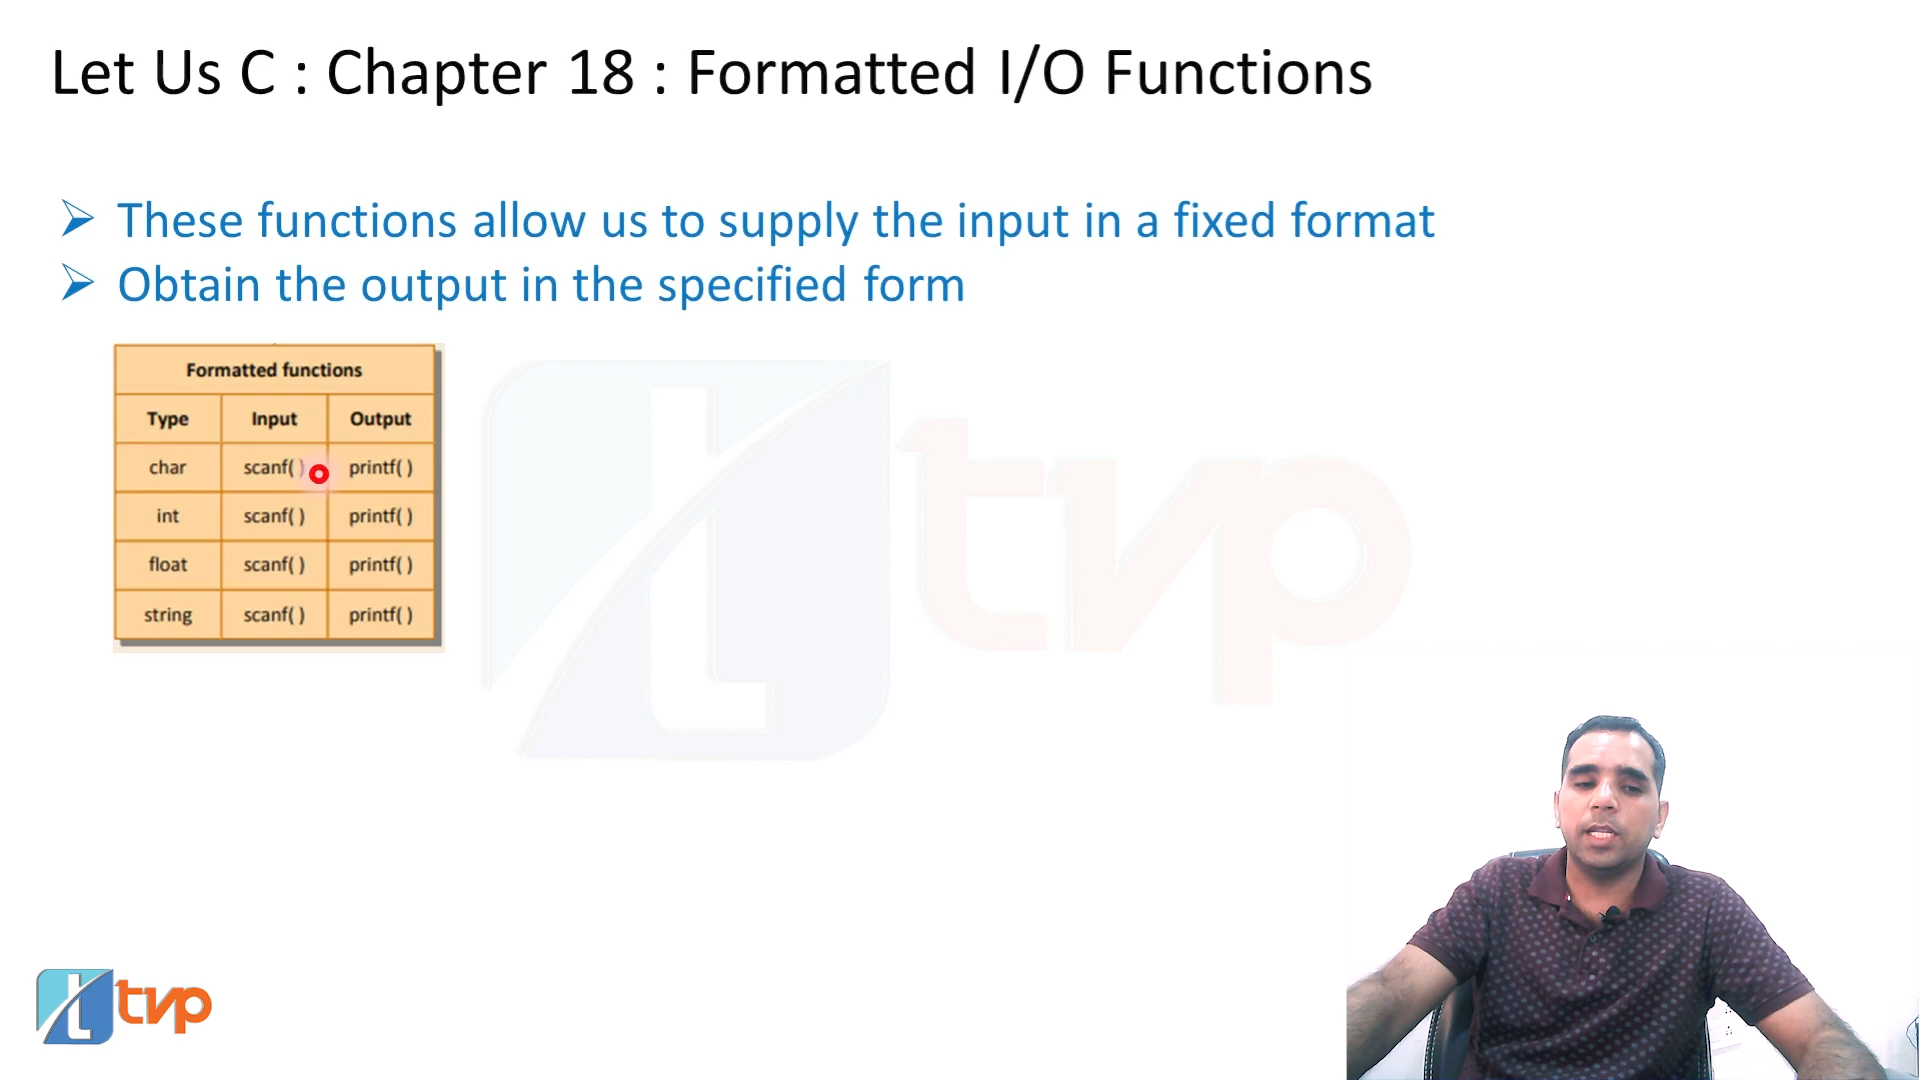 Let Us C : Chapter 18 : Formatted I/O Functions
These functions allow us to supply the input in a fixed format
Obtain the output in the specified form
Formatted functions
Type Input Output
char scanf( ) printf( )
int scanf( ) printf( )
float scanf( ) printf( )
string scanf( ) printf( )
tvp
t tvp